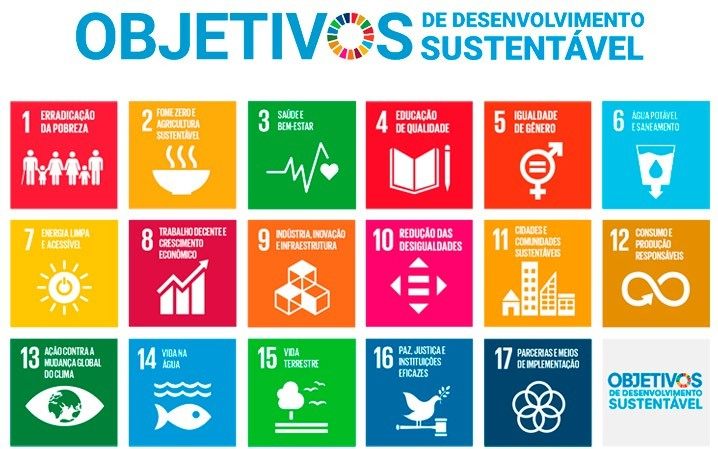 OBJETIVOS DE DESENVOLVIMENTO
SUSTENTÁVEL
1 ERRADICAÇÃO
DA POBREZA
2 FOME ZERO E
AGRICULTURA
SUSTENTÁVEL
3 SAÚDE E
BEM-ESTAR
4 EDUCAÇÃO
DE QUALIDADE
5 IGUALDADE
DE GÊNERO
6 ÁGUA POTÁVEL
E SANEAMENTO
7 ENERGIA LIMPA
E ACESSÍVEL
8 TRABALHO DECENTE E
CRESCIMENTO
ECONÔMICO
9 INDÚSTRIA, INOVAÇÃO
E INFRAESTRUTURA
10 REDUÇÃO DAS
DESIGUALDADES
11 CIDADES E
COMUNIDADES
SUSTENTÁVEIS
12 CONSUMO E
PRODUÇÃO
RESPONSÁVEIS
13 AÇÃO CONTRA A
MUDANÇA GLOBAL
DO CLIMA
14 VIDA NA
ÁGUA
15 VIDA
TERRESTRE
16 PAZ, JUSTIÇA E
INSTITUIÇÕES
EFICAZES
17 PARCERIAS E MEIOS
DE IMPLEMENTAÇÃO
OBJETIVOS
DE DESENVOLVIMENTO
SUSTENTÁVEL